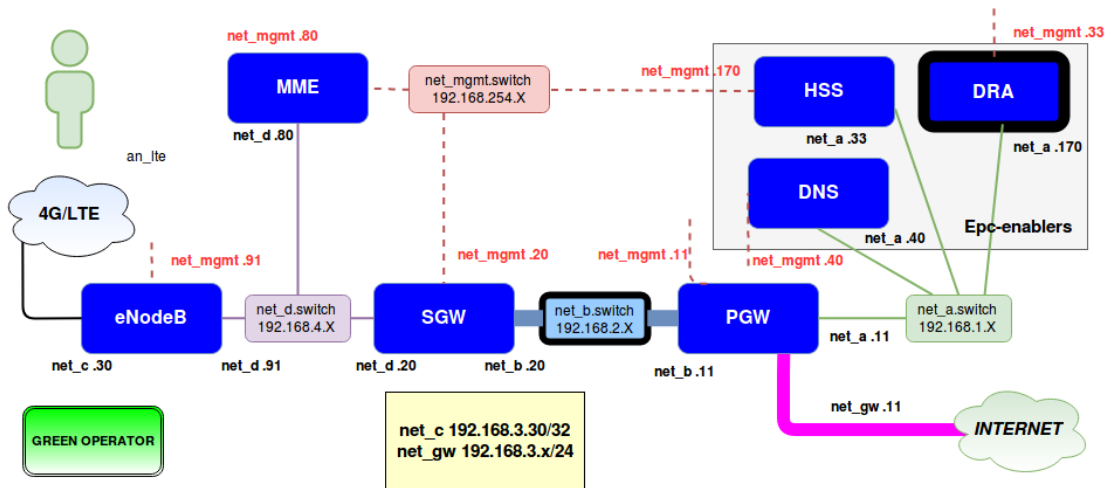 net_mgmt .80
net_mgmt .33
MME
net_mgmt.switch
192.168.254.X
net_mgmt .170
HSS
DRA
net_d .80
net_a .33
net_a .170
an_lte
DNS
4G/LTE
net_a .40
Epc-enablers
net_mgmt .91
net_mgmt .20
net_mgmt .11
net_mgmt .40
eNodeB
net_d.switch
192.168.4.X
SGW
net_b.switch
192.168.2.X
PGW
net_a.switch
192.168.1.X
net_a .11
net_c .30
net_d .91
net_d .20
net_b .20
net_b .11
net_gw .11
GREEN OPERATOR
net_c 192.168.3.30/32
net_gw 192.168.3.x/24
INTERNET